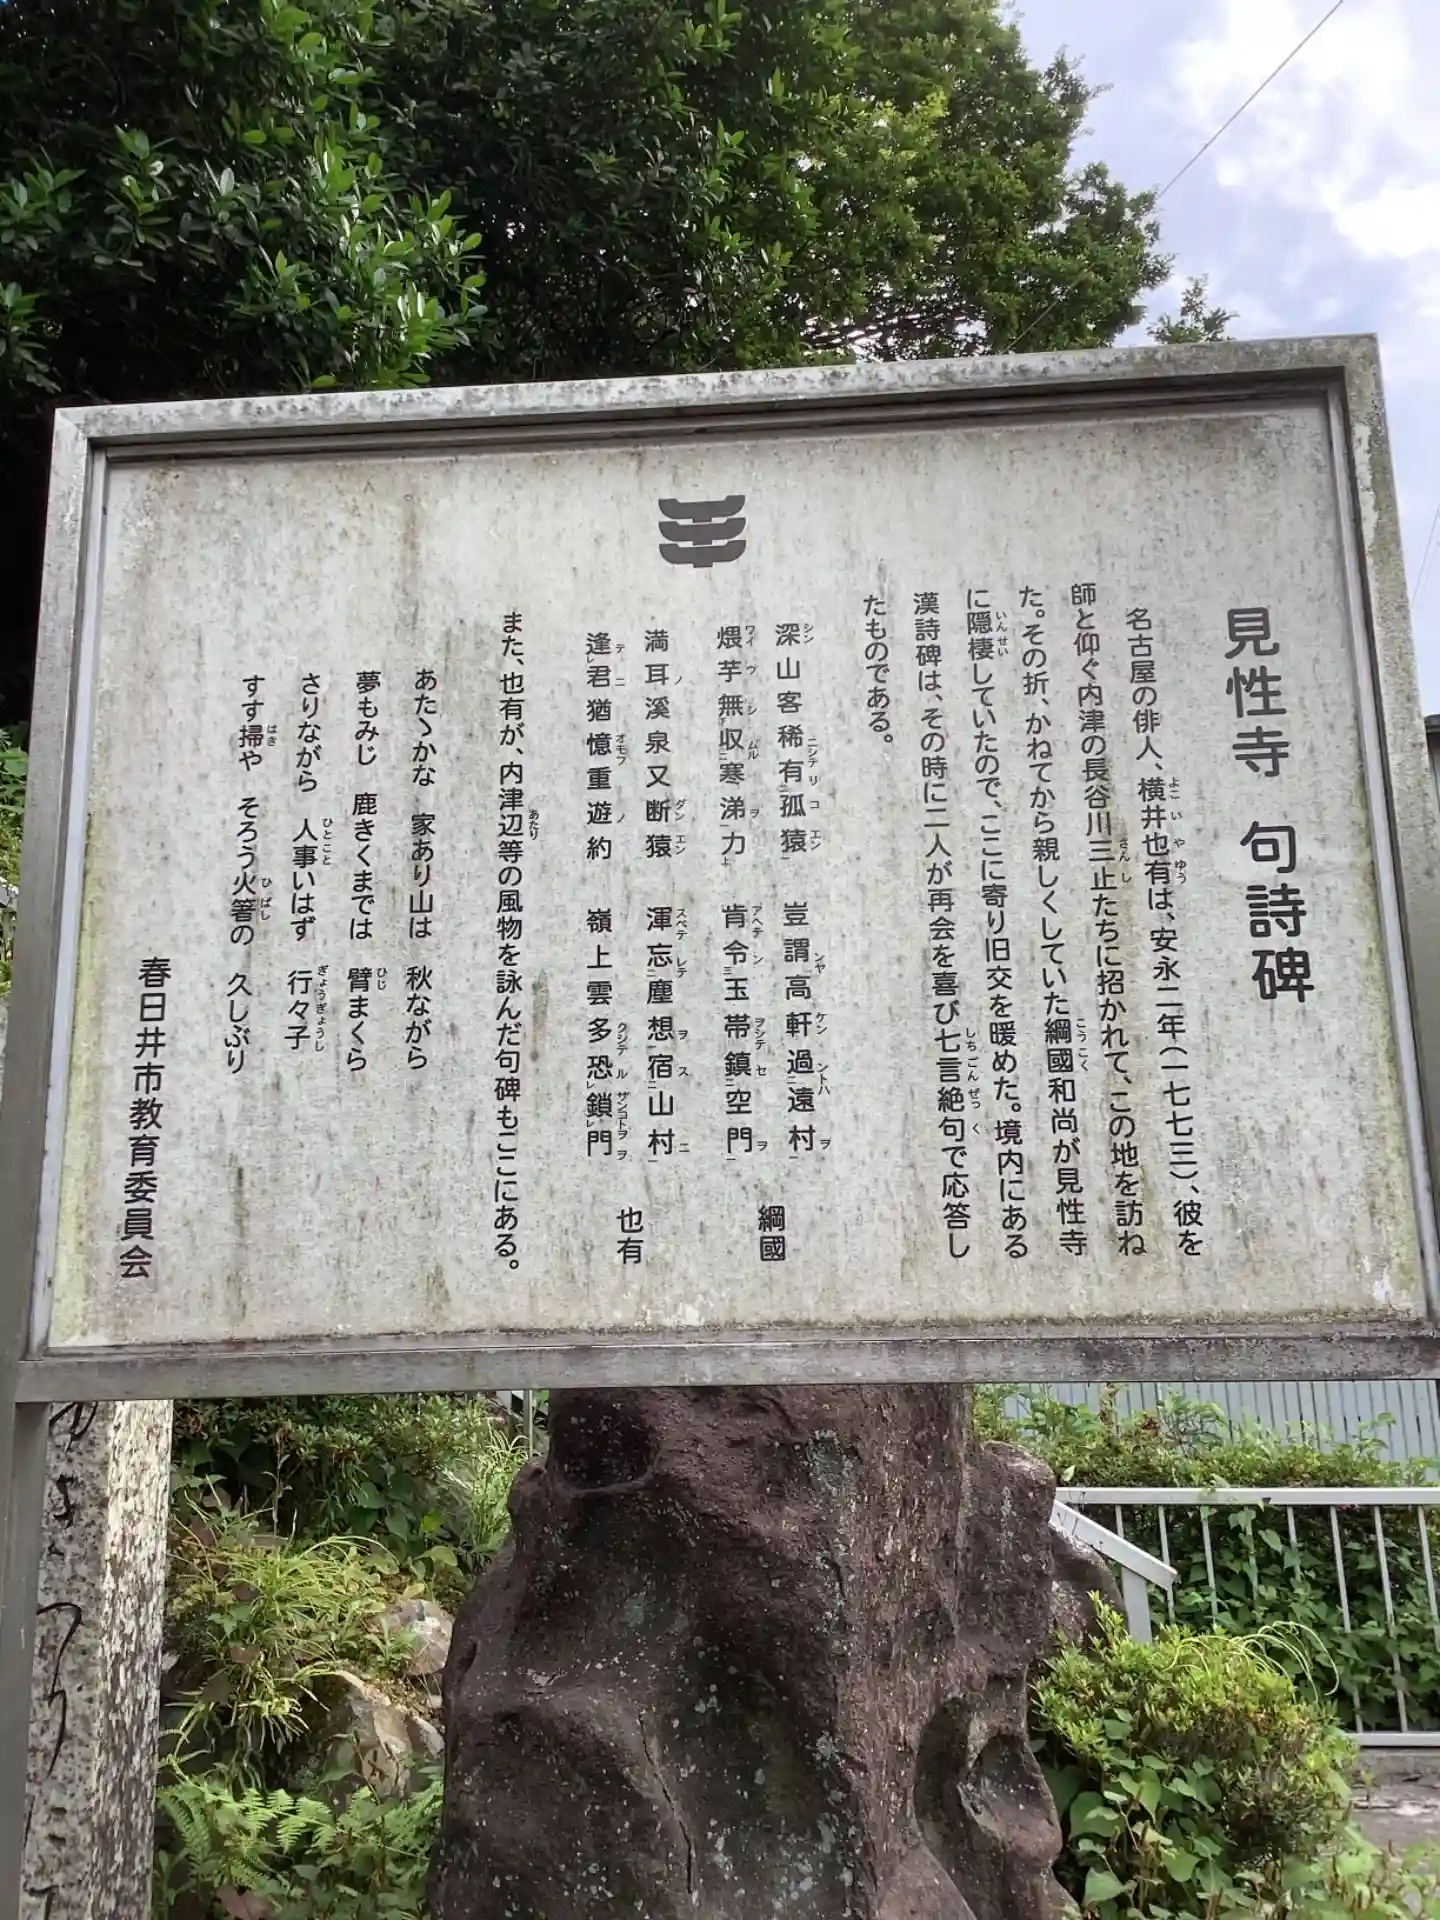 見性寺 句詩碑
名古屋の俳人、横井也有は、安永二年(一七七三)、彼を
師と仰ぐ内津の長谷川三止たちに招かれて、この地を訪ね
た。その折、かねてから親しくしていた綱國和尚が見性寺
に隠棲していたので、ここに寄り旧交を暖めた。境内にある
漢詩碑は、その時に二人が再会を喜び七言絶句で応答し
たものである。
深山客稀有孤猿 豈謂高軒過遠村
煨芋無収寒涕力 肯令玉帯鎮空門
綱國
満耳溪泉又断猿 渾忘塵想宿山村
逢君猶憶重遊約 嶺上雲多恐鎖門
也有
また、也有が、内津辺等の風物を詠んだ句碑もここにある。
あたゝかな 家あり山は 秋ながら
夢もみじ 鹿きくまでは 臂まくら
さりながら 人事いはず 行々子
すす掃や そろう火箸の 久しぶり
春日井市教育委員会